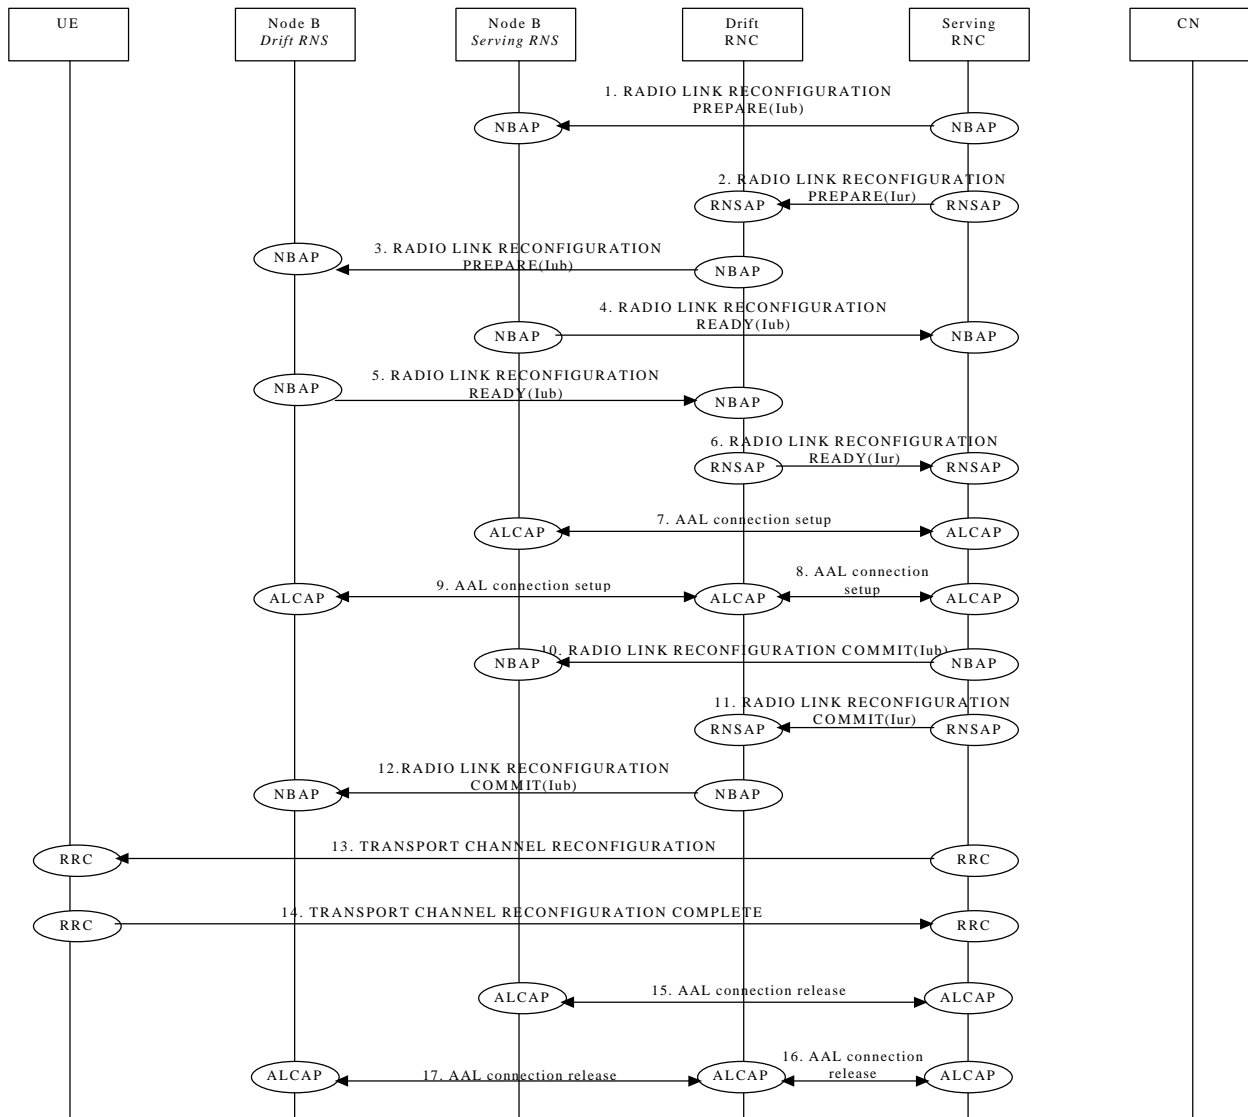 UE
Node B
Drift RNS
Node B
Serving RNS
Drift
RNC
Serving
RNC
CN
1. RADIO LINK RECONFIGURATION
PREPARE(Iub)
NBAP
NBAP
2. RADIO LINK RECONFIGURATION
PREPARE(Iur)
RNSAP
RNSAP
3. RADIO LINK RECONFIGURATION
PREPARE(Iub)
NBAP
NBAP
4. RADIO LINK RECONFIGURATION
READY(Iub)
NBAP
NBAP
5. RADIO LINK RECONFIGURATION
READY(Iub)
NBAP
NBAP
6. RADIO LINK RECONFIGURATION
READY(Iur)
RNSAP
RNSAP
7. AAL connection setup
ALCAP
ALCAP
8. AAL connection
setup
9. AAL connection setup
ALCAP
ALCAP
ALCAP
10. RADIO LINK RECONFIGURATION COMMIT(Iub)
NBAP
NBAP
11. RADIO LINK RECONFIGURATION
COMMIT(Iur)
RNSAP
RNSAP
12.RADIO LINK RECONFIGURATION
COMMIT(Iub)
NBAP
NBAP
13. TRANSPORT CHANNEL RECONFIGURATION
RRC
RRC
14. TRANSPORT CHANNEL RECONFIGURATION COMPLETE
RRC
RRC
15. AAL connection release
ALCAP
ALCAP
16. AAL connection
release
17. AAL connection release
ALCAP
ALCAP
ALCAP